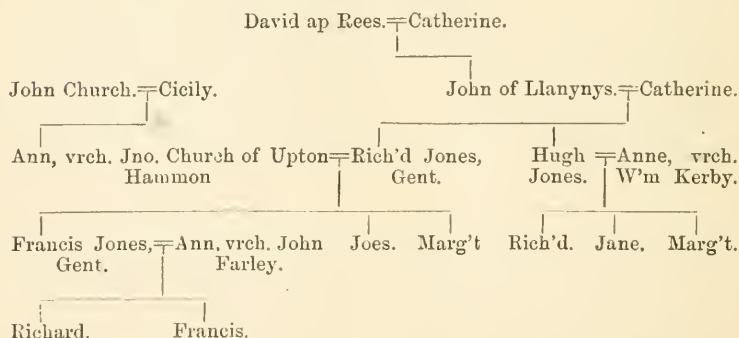 David ap Rees. Catherine.
John Church. Cicily.
John of Llanynys. Catherine.
Ann, vrch. Jno. Church of Upton Rich'd Jones, Hugh Anne, vrch.
Hammon Gent. Jones. W'm Kerby.
Francis Jones, Ann, vrch. John Joes. Marg't Rich'd. Jane. Marg't.
Gent. Farley.
Richard. Francis.